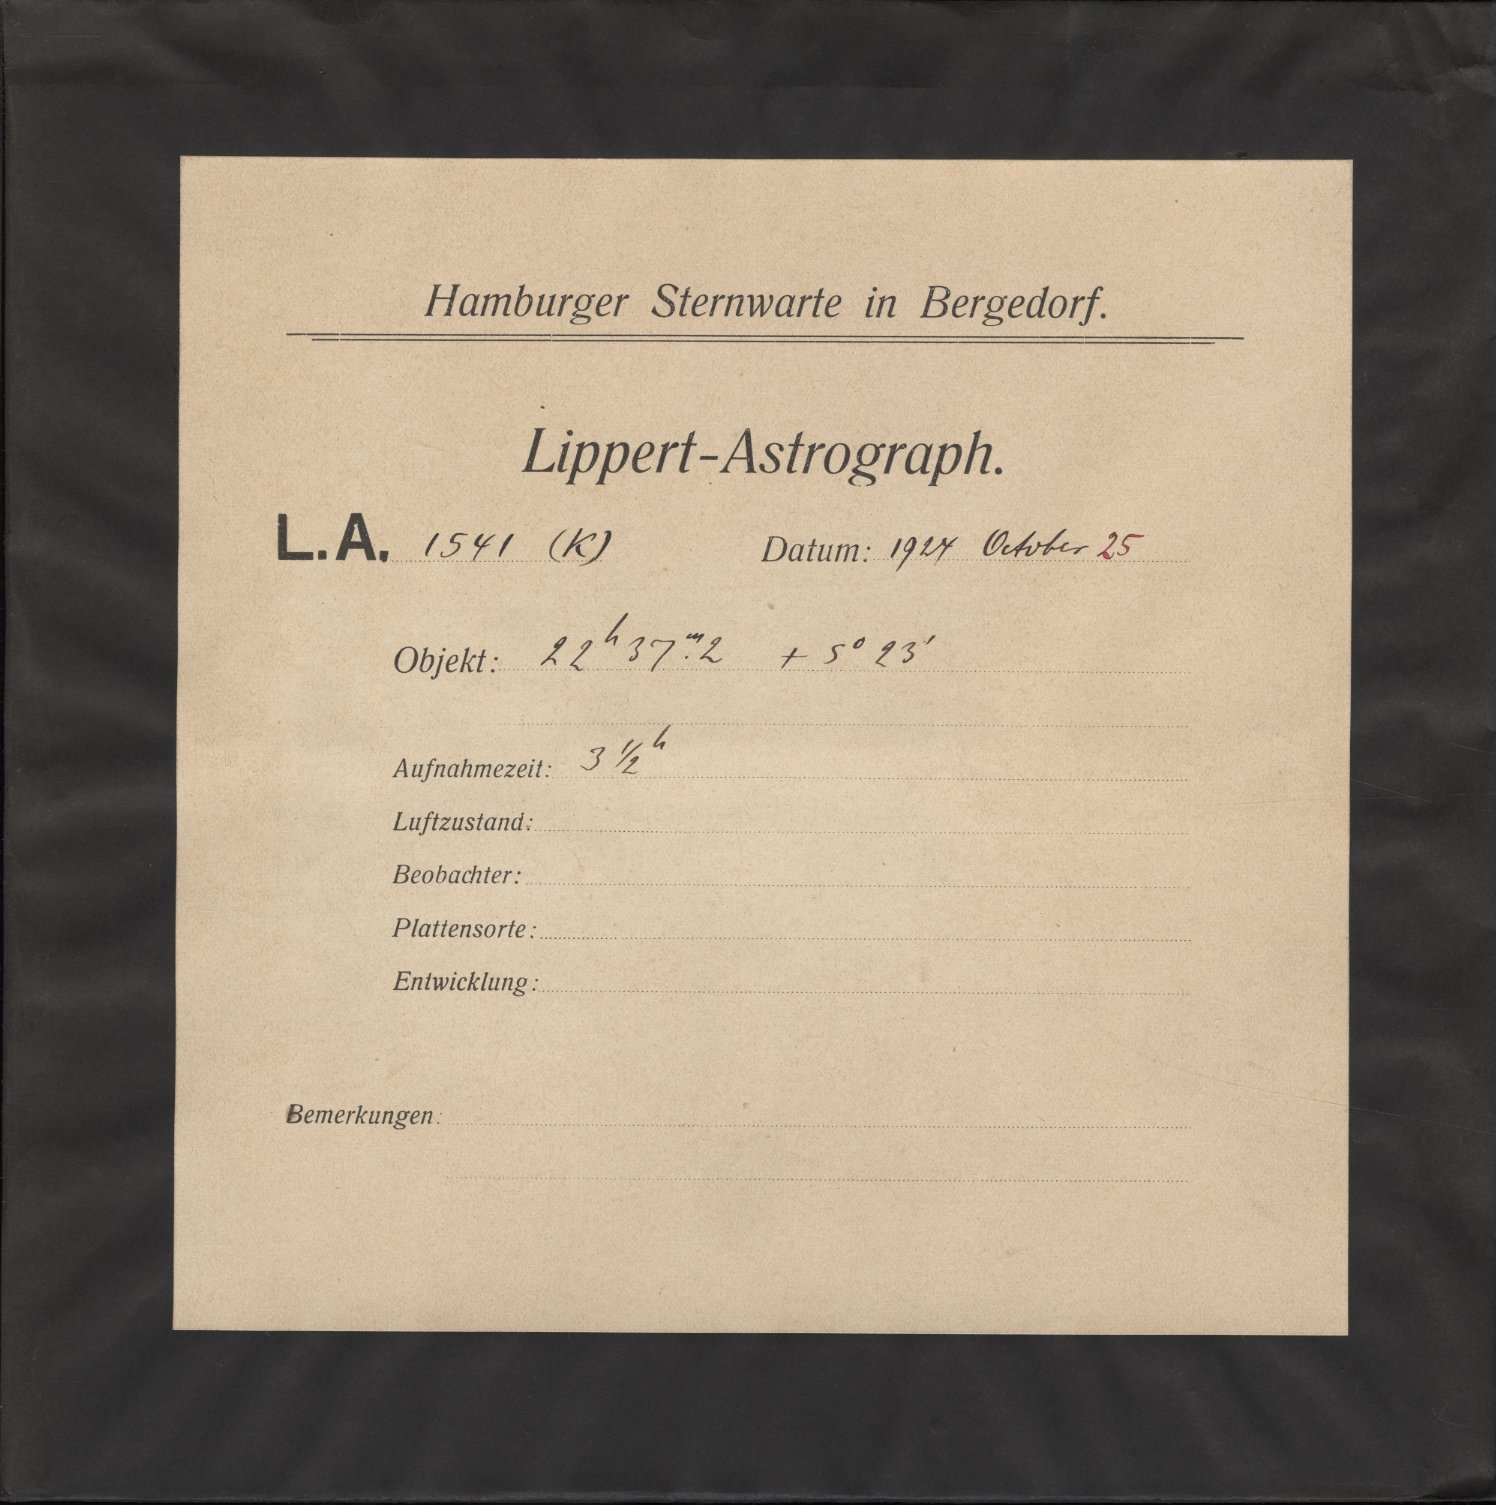 Hamburger Sternwarte in Bergedorf.
Lippert-Astrograph.
L.A. 1541 (K) Datum: 1924 October 25
Objekt: 22ʰ 37ᵐ.2 + 5° 23'
Aufnahmezeit: 3 ½ʰ
Luftzustand:
Beobachter:
Plattensorte:
Entwicklung:
Bemerkungen: